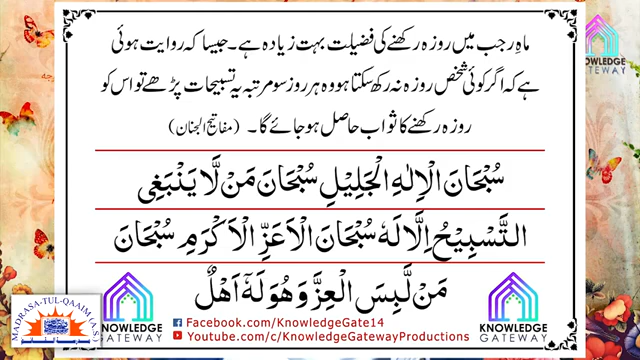 ماہِ رجب میں روزہ رکھنے کی فضیلت بہت زیادہ ہے۔ جیسا کہ روایت ہوئی
ہے کہ اگر کوئی شخص روزہ نہ رکھ سکتا ہو وہ ہر روز سو مرتبہ یہ تسبیحات پڑھے تو اس کو
روزہ رکھنے کا ثواب حاصل ہو جائے گا۔ (مفاتیح الجنان)
سُبْحَانَ الْاِلٰهِ الْجَلِيْلِ سُبْحَانَ مَنْ لَّا يَنْبَغِى
التَّسْبِيْحُ اِلَّا لَهٗ سُبْحَانَ الْاَعَزِّ الْاَكْرَمِ سُبْحَانَ
مَنْ لَّبِسَ الْعِزَّ وَهُوَ لَهٗٓ اَهْلٌ
KNOWLEDGE
GATEWAY
MADRASA-TUL-QAAIM (A.S)
KNOWLEDGE
GATEWAY
Facebook.com/KnowledgeGate14
Youtube.com/c/KnowledgeGatewayProductions
KNOWLEDGE
GATEWAY